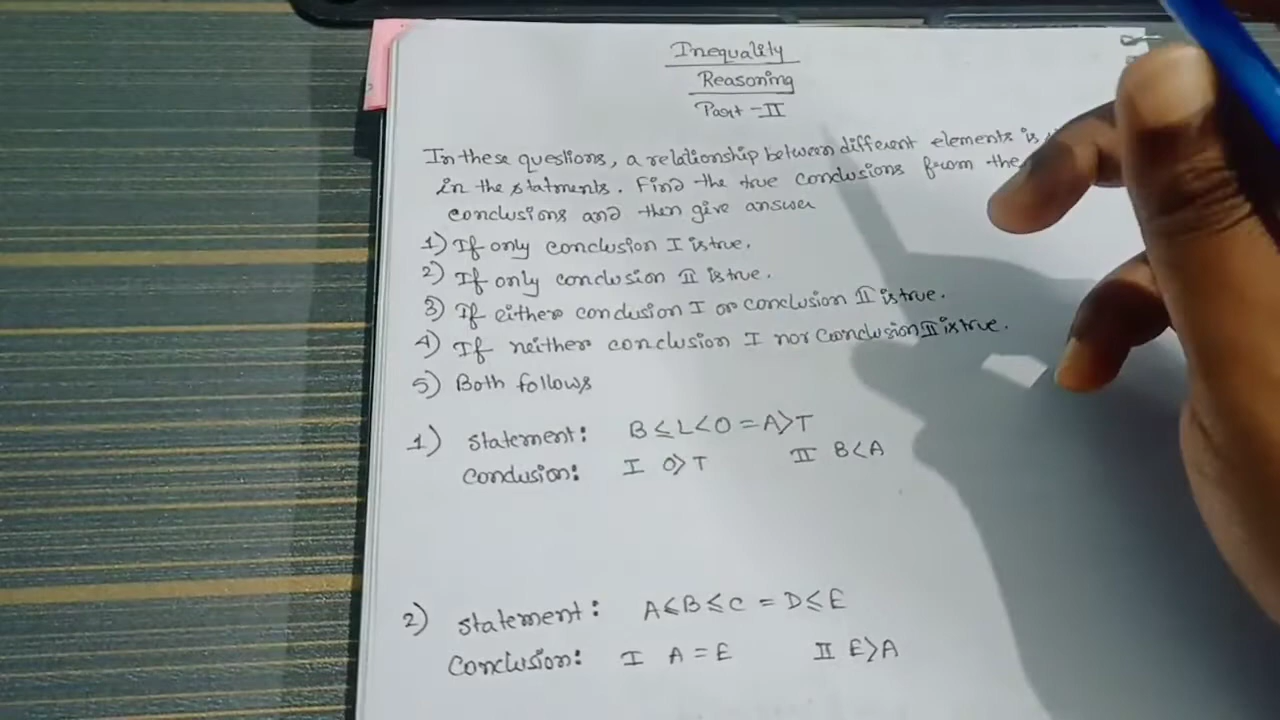 Inequality
Reasoning
Part -II
In these questions, a relationship between different elements is
in the statments. Find the true conclusions from the
conclusions and then give answer
1) If only conclusion I is true.
2) If only conclusion II is true.
3) If either conclusion I or conclusion II is true.
4) If neither conclusion I nor conclusion II is true.
5) Both follows
1) Statement: B ≤ L < O = A > T
Conclusion: I O > T II B < A
2) Statement: A ≤ B ≤ C = D ≤ E
Conclusion: I A = E II E > A